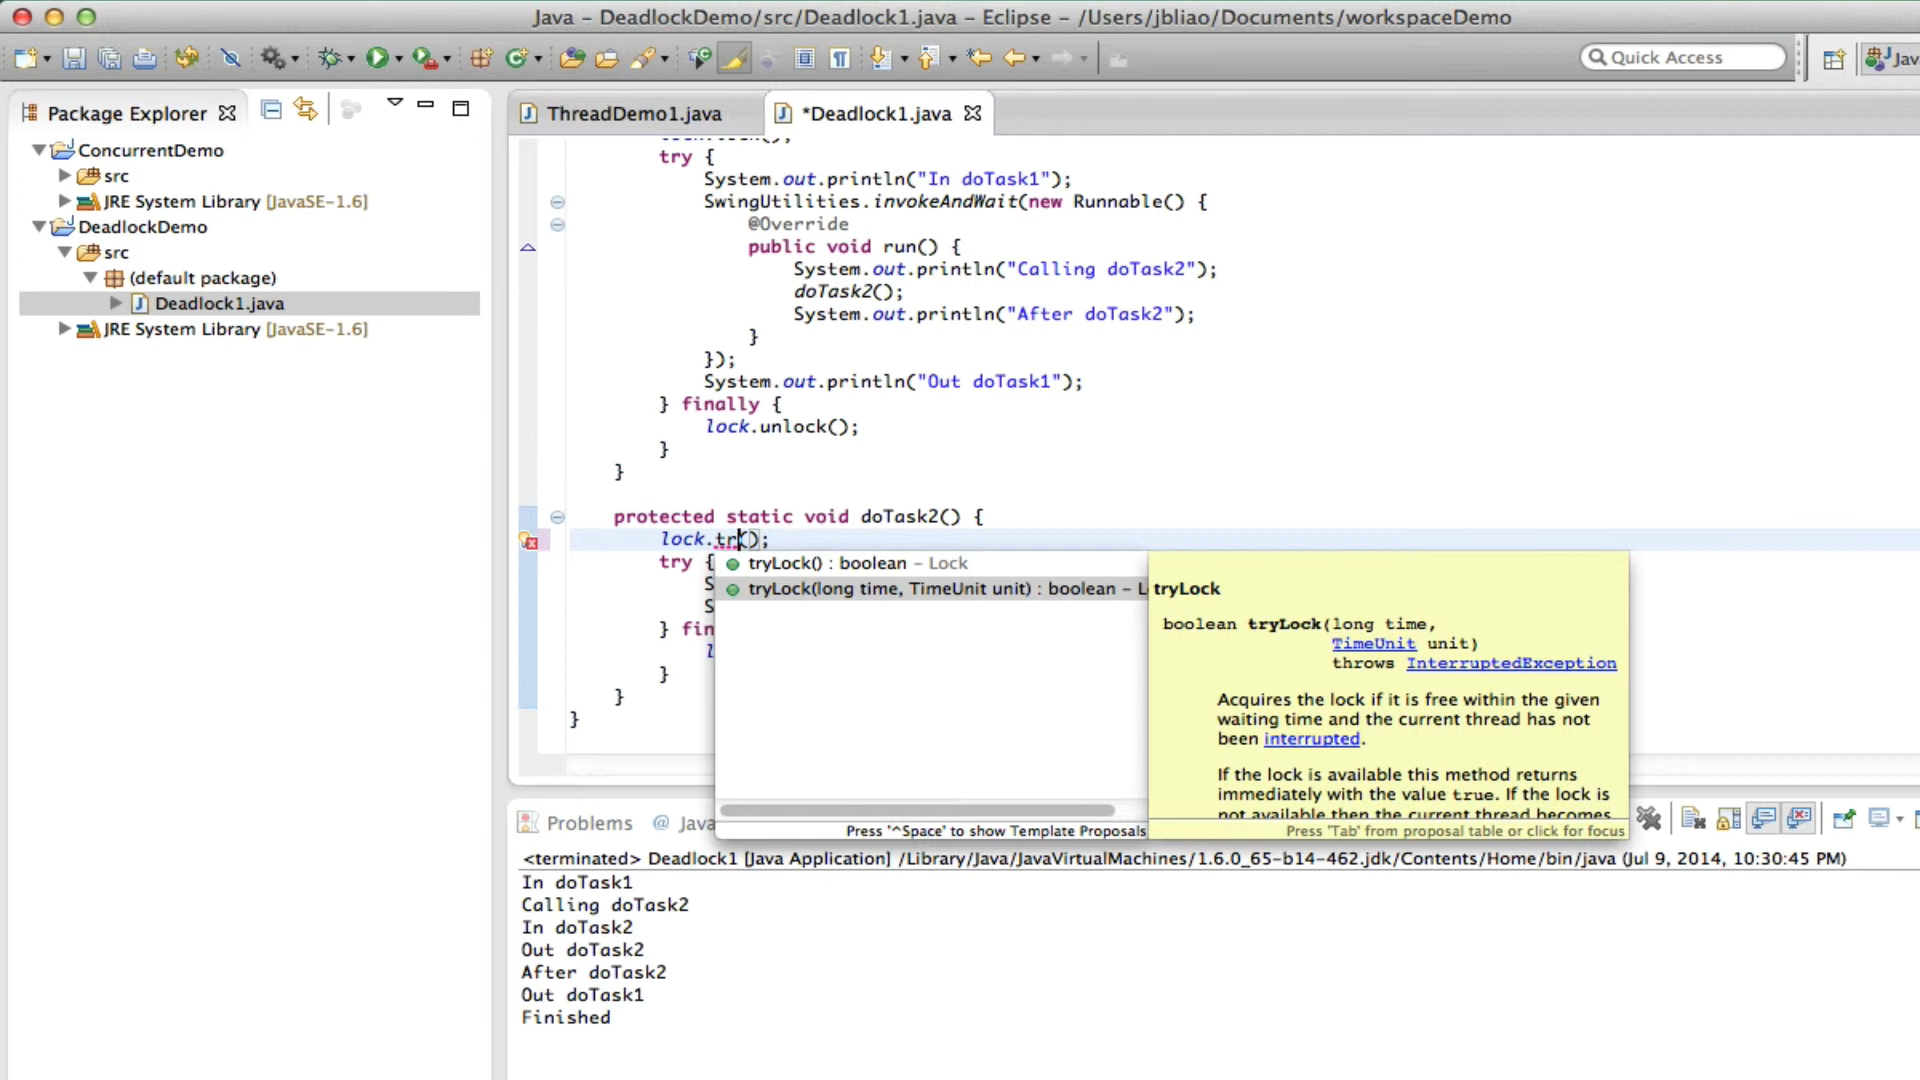 Java – DeadlockDemo/src/Deadlock1.java – Eclipse – /Users/jbliao/Documents/workspaceDemo
Quick Access
Package Explorer
ConcurrentDemo
src
JRE System Library [JavaSE-1.6]
DeadlockDemo
src
(default package)
Deadlock1.java
JRE System Library [JavaSE-1.6]
ThreadDemo1.java
*Deadlock1.java
try {
System.out.println("In doTask1");
SwingUtilities.invokeAndWait(new Runnable() {
@Override
public void run() {
System.out.println("Calling doTask2");
doTask2();
System.out.println("After doTask2");
}
});
System.out.println("Out doTask1");
} finally {
lock.unlock();
}
}
protected static void doTask2() {
lock.tr();
try {
S
S
} fin
l
}
}
}
tryLock() : boolean – Lock
tryLock(long time, TimeUnit unit) : boolean – L
Press '^Space' to show Template Proposals
tryLock
boolean tryLock(long time,
TimeUnit unit)
throws InterruptedException
Acquires the lock if it is free within the given
waiting time and the current thread has not
been interrupted.
If the lock is available this method returns
immediately with the value true. If the lock is
not available then the current thread becomes
Press 'Tab' from proposal table or click for focus
Problems
@ Java
<terminated> Deadlock1 [Java Application] /Library/Java/JavaVirtualMachines/1.6.0_65-b14-462.jdk/Contents/Home/bin/java (Jul 9, 2014, 10:30:45 PM)
In doTask1
Calling doTask2
In doTask2
Out doTask2
After doTask2
Out doTask1
Finished